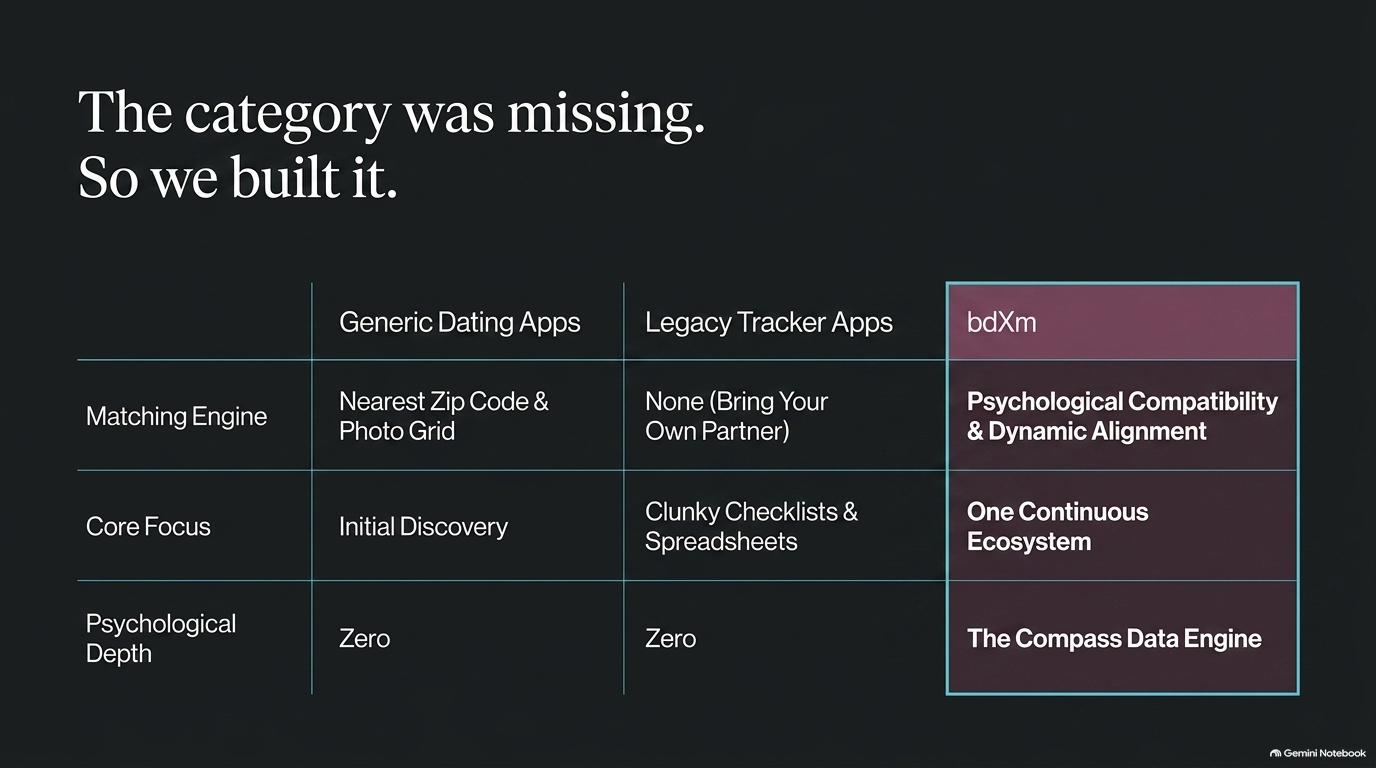 The category was missing.
So we built it.
Generic Dating Apps
Legacy Tracker Apps
bdXm
Matching Engine
Nearest Zip Code &
Photo Grid
None (Bring Your
Own Partner)
Psychological Compatibility
& Dynamic Alignment
Core Focus
Initial Discovery
Clunky Checklists &
Spreadsheets
One Continuous
Ecosystem
Psychological
Depth
Zero
Zero
The Compass Data Engine
Gemini Notebook